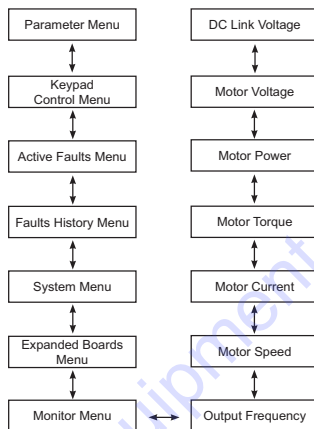 Parameter Menu
Keypad
Control Menu
Active Faults Menu
Faults History Menu
System Menu
Expanded Boards
Menu
Monitor Menu
DC Link Voltage
Motor Voltage
Motor Power
Motor Torque
Motor Current
Motor Speed
Output Frequency